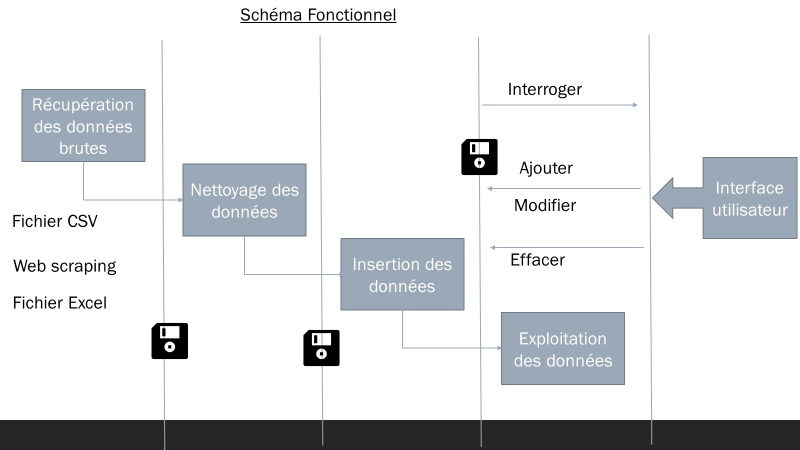 Schéma Fonctionnel
Récupération
des données
brutes
Nettoyage des
données
Fichier CSV
Web scraping
Fichier Excel
Insertion des
données
Exploitation
des données
Interroger
Ajouter
Modifier
Effacer
Interface
utilisateur